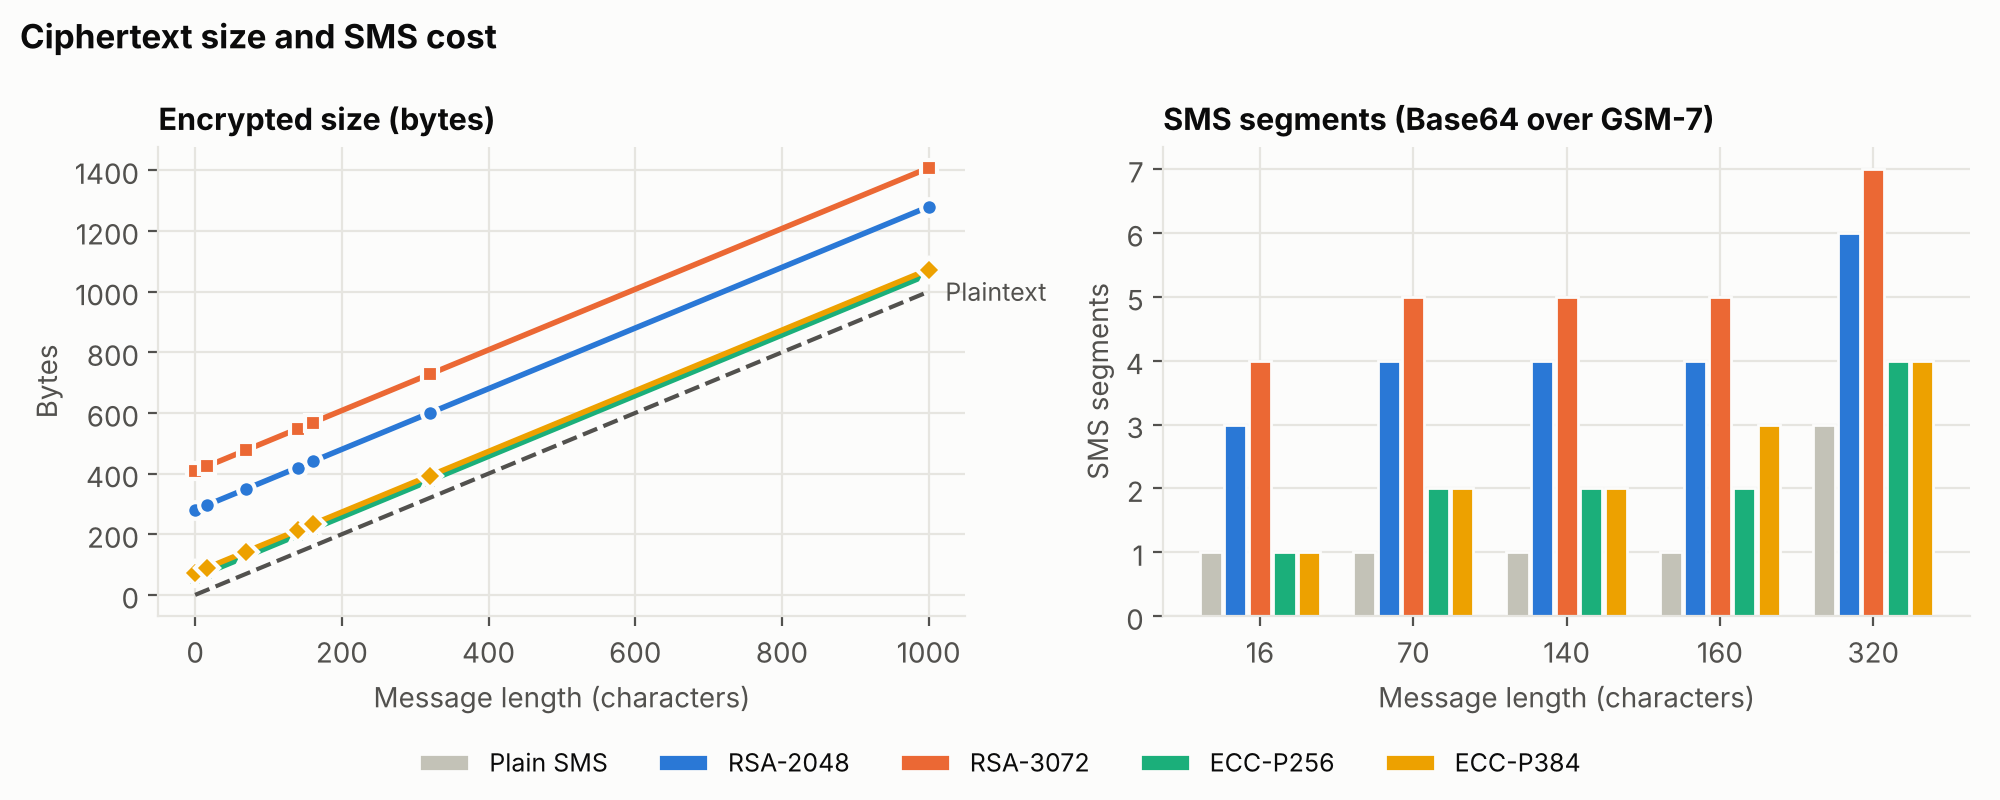 Ciphertext size and SMS cost
Encrypted size (bytes)
1400
1200
1000
800
600
400
200
0
Bytes
Plaintext
0 200 400 600 800 1000
Message length (characters)
SMS segments (Base64 over GSM-7)
7
6
5
4
3
2
1
0
SMS segments
16 70 140 160 320
Message length (characters)
Plain SMS RSA-2048 RSA-3072 ECC-P256 ECC-P384